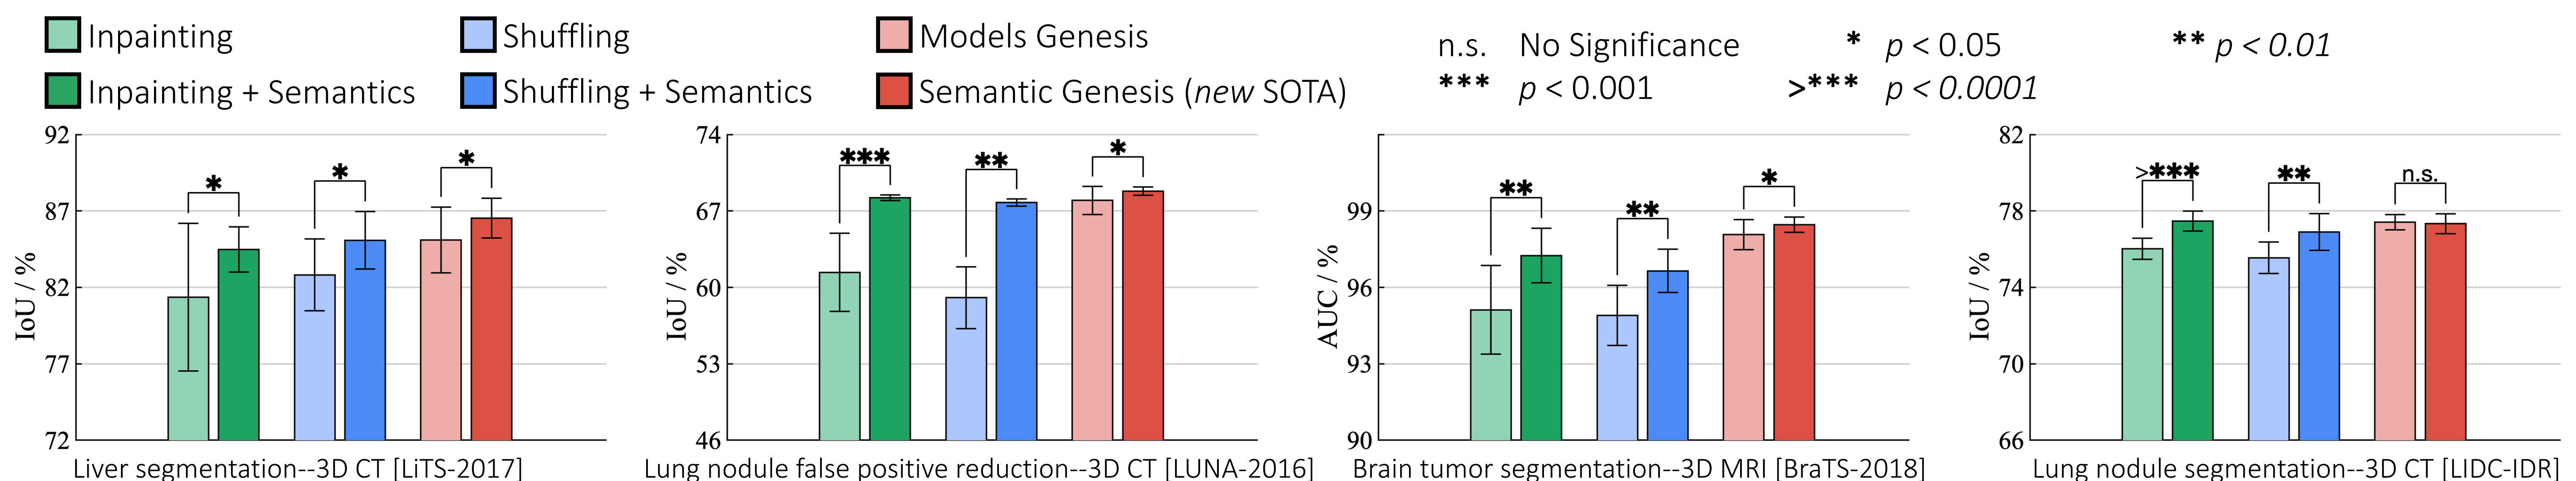 Inpainting
Shuffling
Models Genesis
n.s. No Significance
* p < 0.05
** p < 0.01
Inpainting + Semantics
Shuffling + Semantics
Semantic Genesis (new SOTA)
*** p < 0.001
>*** p < 0.0001
IoU / %
92
87
82
77
72
*
*
*
Liver segmentation--3D CT [LiTS-2017]
IoU / %
74
67
60
53
46
***
**
*
Lung nodule false positive reduction--3D CT [LUNA-2016]
AUC / %
99
96
93
90
**
**
*
Brain tumor segmentation--3D MRI [BraTS-2018]
IoU / %
82
78
74
70
66
>***
**
n.s.
Lung nodule segmentation--3D CT [LIDC-IDR]